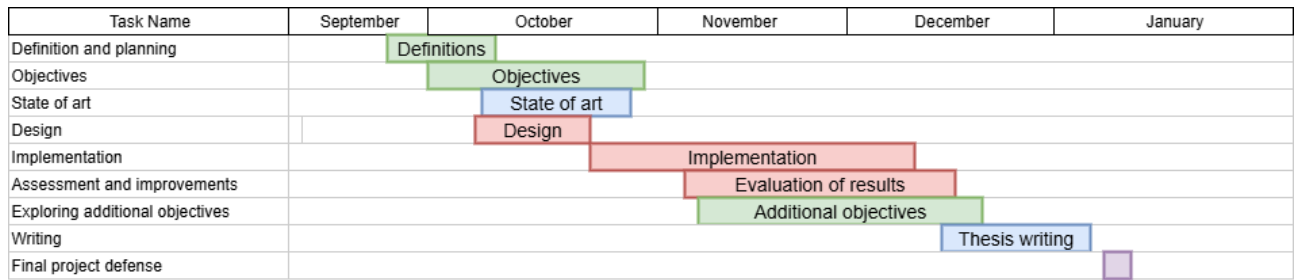 Task Name September October November December January
Definition and planning Definitions
Objectives Objectives
State of art State of art
Design Design
Implementation Implementation
Assessment and improvements Evaluation of results
Exploring additional objectives Additional objectives
Writing Thesis writing
Final project defense